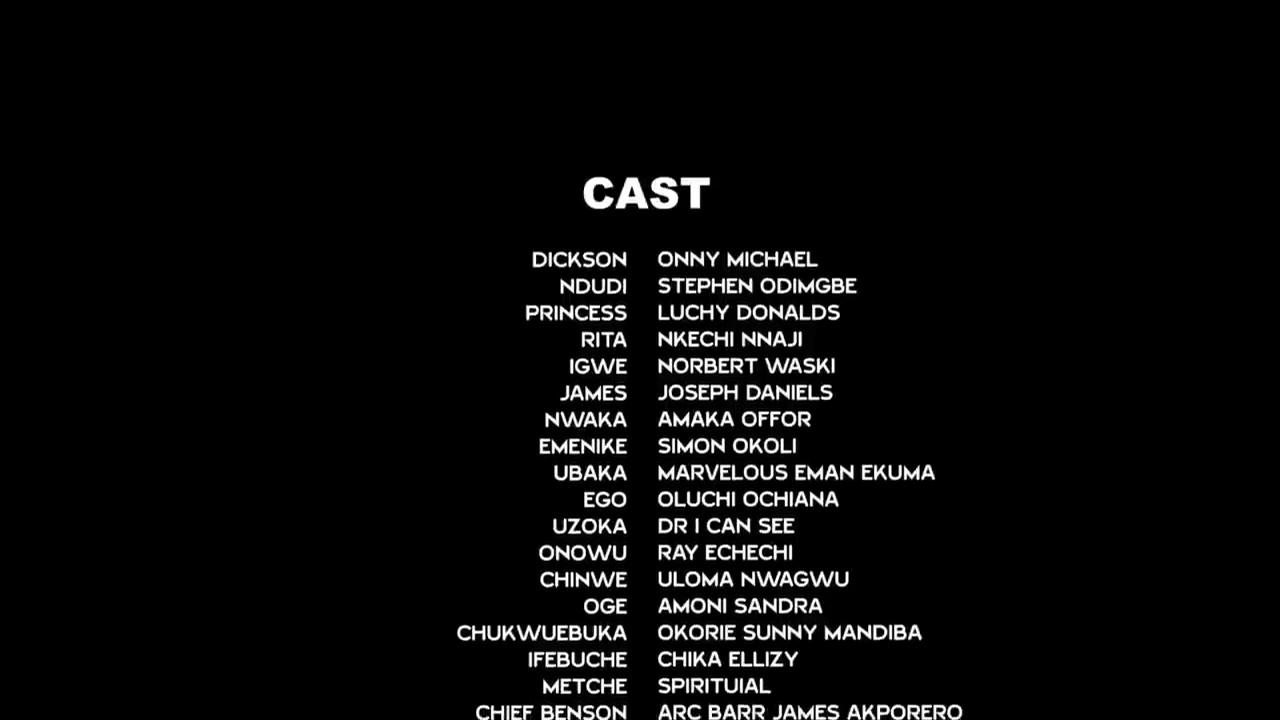 CAST
DICKSON ONNY MICHAEL
NDUDI STEPHEN ODIMGBE
PRINCESS LUCHY DONALDS
RITA NKECHI NNAJI
IGWE NORBERT WASKI
JAMES JOSEPH DANIELS
NWAKA AMAKA OFFOR
EMENIKE SIMON OKOLI
UBAKA MARVELOUS EMAN EKUMA
EGO OLUCHI OCHIANA
UZOKA DR I CAN SEE
ONOWU RAY ECHECHI
CHINWE ULOMA NWAGWU
OGE AMONI SANDRA
CHUKWUEBUKA OKORIE SUNNY MANDIBA
IFEBUCHE CHIKA ELLIZY
METCHE SPIRITUIAL
CHIEF BENSON ARC BARR JAMES AKPORERO